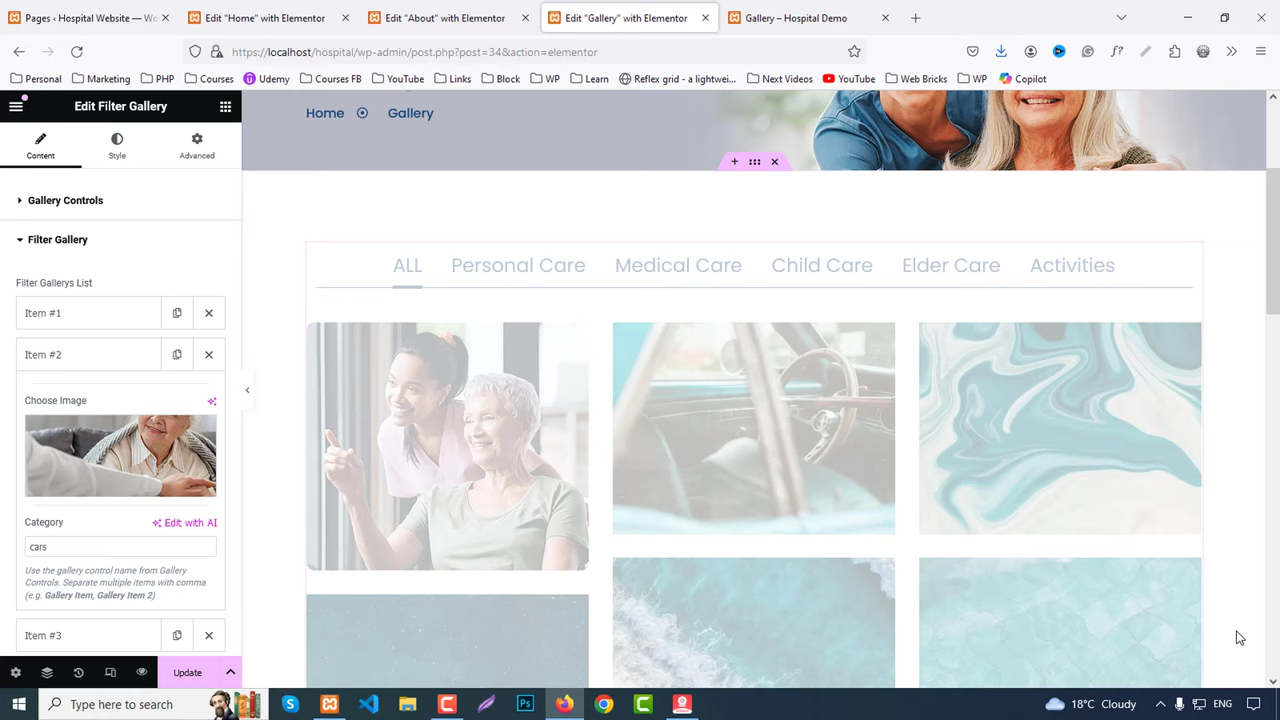 Pages ‹ Hospital Website — Wo
Edit "Home" with Elementor
Edit "About" with Elementor
Edit "Gallery" with Elementor
Gallery – Hospital Demo
https://localhost/hospital/wp-admin/post.php?post=34&action=elementor
Personal
Marketing
PHP
Courses
Udemy
Courses FB
YouTube
Links
Block
WP
Learn
Reflex grid - a lightwei...
Next Videos
YouTube
Web Bricks
WP
Copilot
Edit Filter Gallery
Content
Style
Advanced
Gallery Controls
Filter Gallery
Filter Gallerys List
Item #1
Item #2
Choose Image
Category
Edit with AI
cars
Use the gallery control name from Gallery
Controls. Separate multiple items with comma
(e.g. Gallery Item, Gallery Item 2)
Item #3
Update
Home
Gallery
ALL
Personal Care
Medical Care
Child Care
Elder Care
Activities
Type here to search
18°C Cloudy
ENG